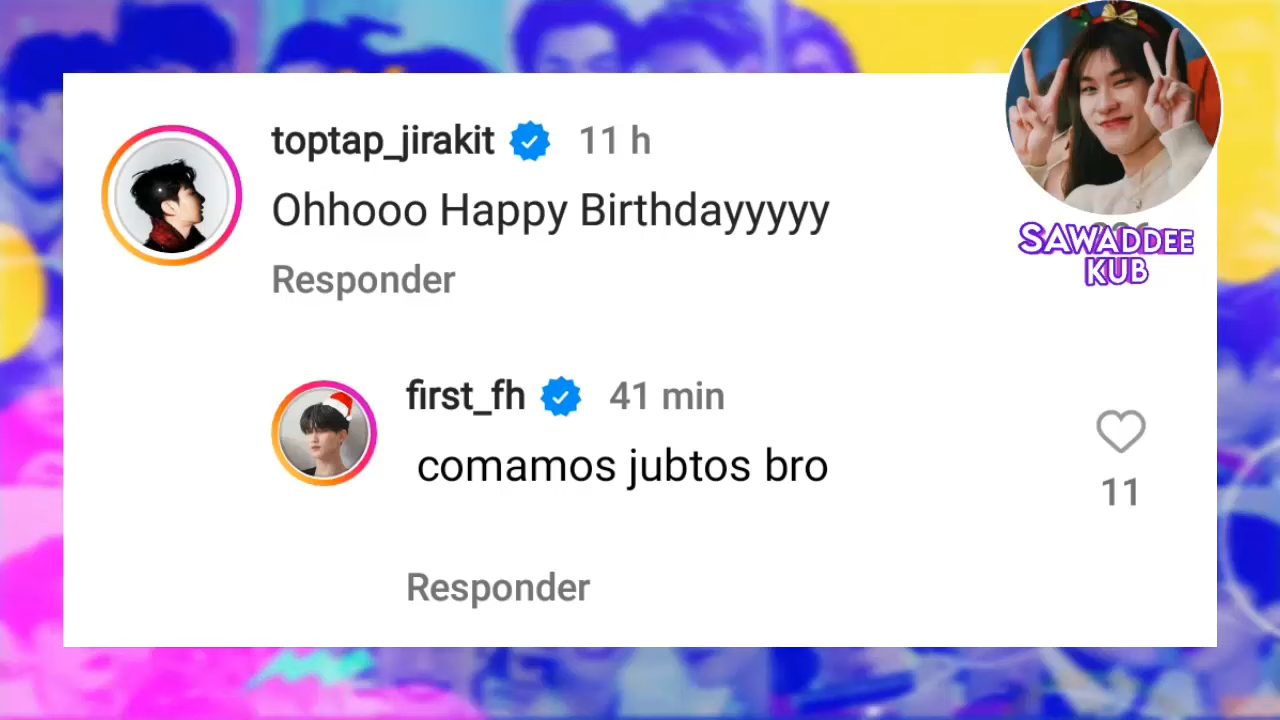 toptap_jirakit 11 h
Ohhooo Happy Birthdayyyyy
Responder
SAWADDEE
KUB
first_fh 41 min
comamos jubtos bro
11
Responder